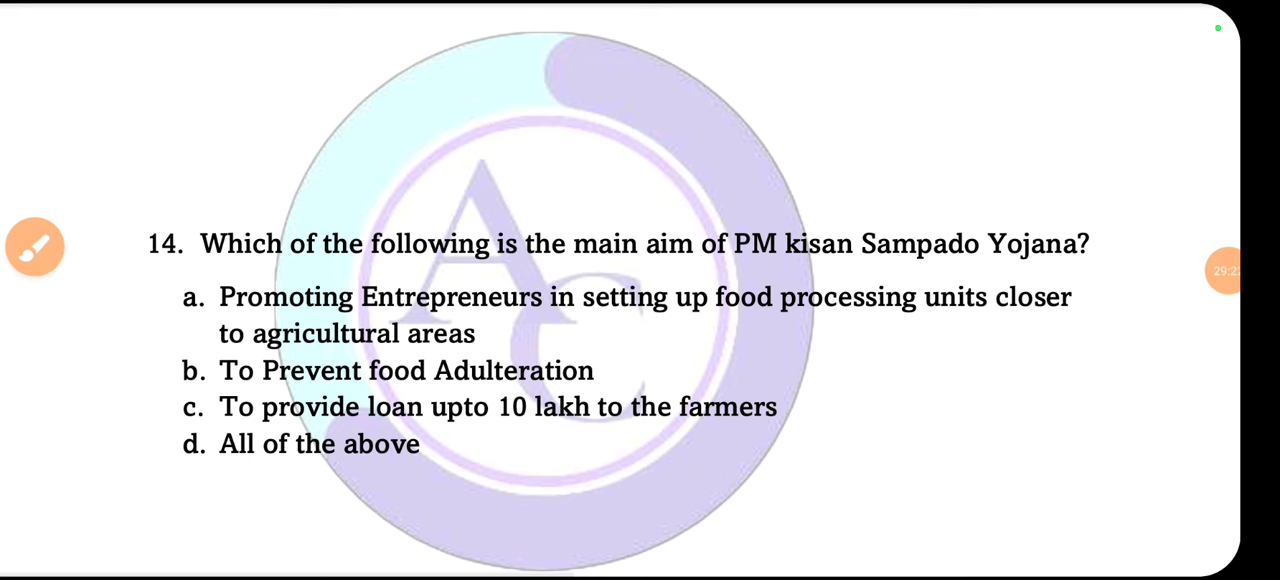 14. Which of the following is the main aim of PM kisan Sampado Yojana?
a. Promoting Entrepreneurs in setting up food processing units closer
to agricultural areas
b. To Prevent food Adulteration
c. To provide loan upto 10 lakh to the farmers
d. All of the above
AC